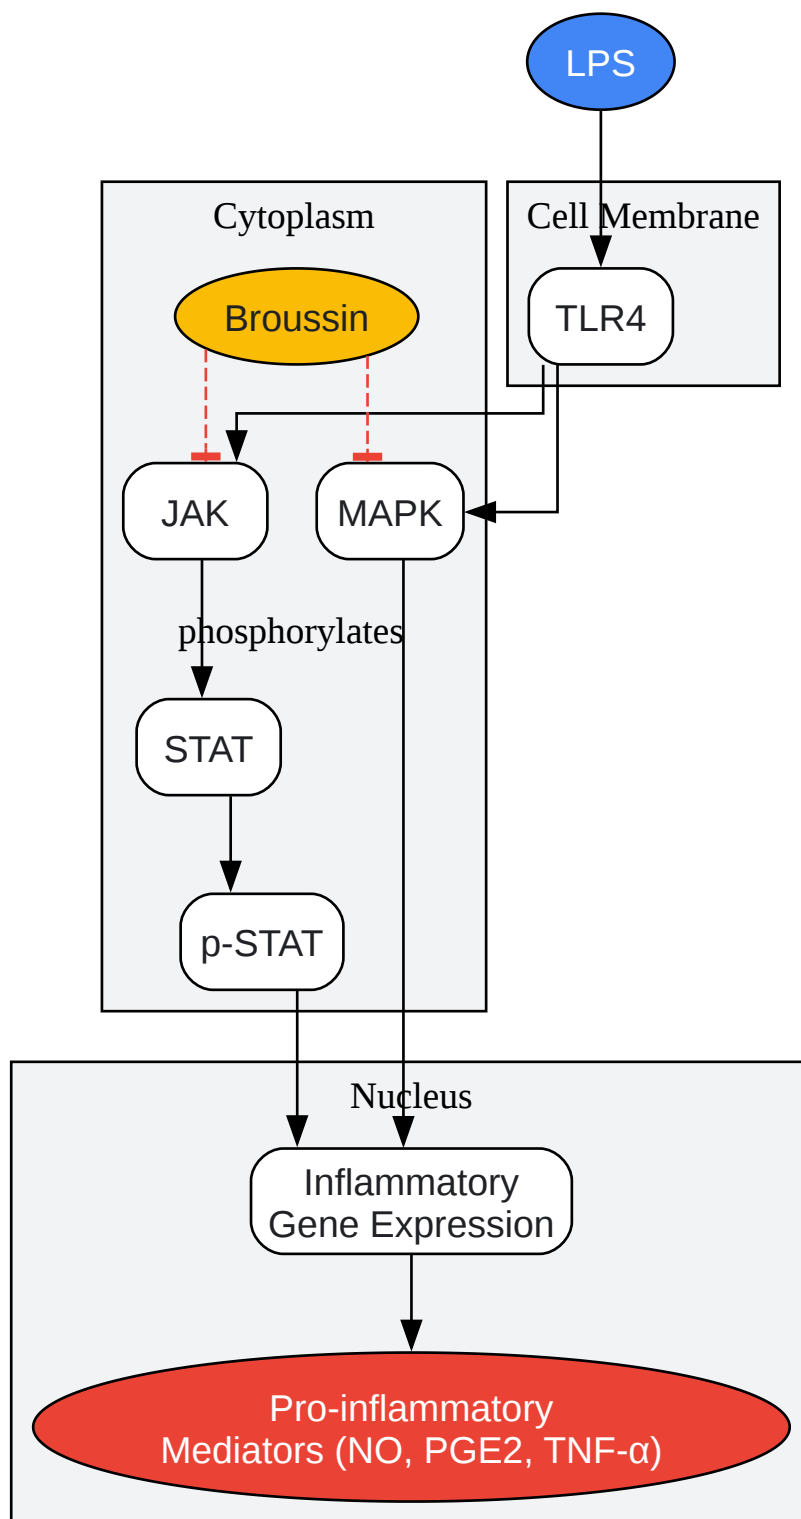 LPS
Cytoplasm
Cell Membrane
Broussin
TLR4
JAK
MAPK
phosphorylates
STAT
p-STAT
Nucleus
Inflammatory
Gene Expression
Pro-inflammatory
Mediators (NO, PGE2, TNF-α)